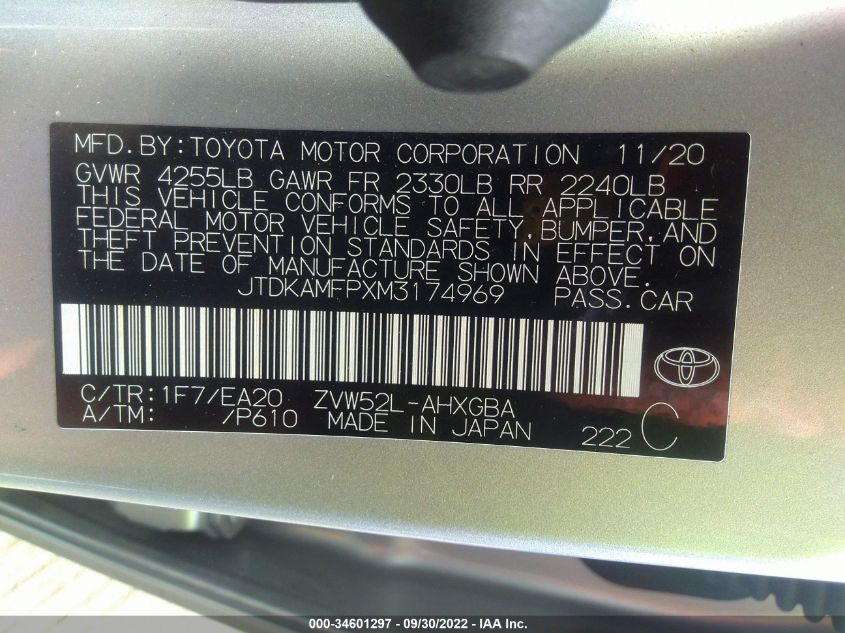 MFD.BY:TOYOTA MOTOR CORPORATION 11/20
GVWR 4255LB GAWR FR 2330LB RR 2240LB
THIS VEHICLE CONFORMS TO ALL APPLICABLE
FEDERAL MOTOR VEHICLE SAFETY,BUMPER,AND
THEFT PREVENTION STANDARDS IN EFFECT ON
THE DATE OF MANUFACTURE SHOWN ABOVE.
JTDKAMFPXM3174969 PASS.CAR
C/TR:1F7/EA20 ZVW52L-AHXGBA
A/TM: /P610 MADE IN JAPAN 222 C
000-34601297 - 09/30/2022 - IAA Inc.